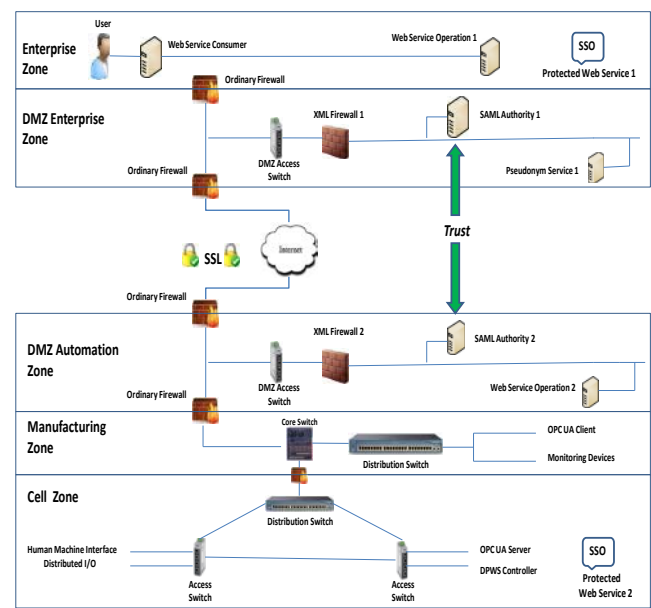 User
Enterprise
Zone
Web Service Consumer
Web Service Operation 1
SSO
Protected Web Service 1
Ordinary Firewall
DMZ Enterprise
Zone
XML Firewall 1
SAML Authority 1
DMZ Access
Switch
Pseudonym Service 1
Ordinary Firewall
Trust
SSL
Internet
Ordinary Firewall
DMZ Automation
Zone
XML Firewall 2
SAML Authority 2
DMZ Access
Switch
Web Service Operation 2
Ordinary Firewall
Manufacturing
Zone
Core Switch
OPC UA Client
Distribution Switch
Monitoring Devices
Cell Zone
Distribution Switch
Human Machine Interface
Distributed I/O
OPC UA Server
DPWS Controller
SSO
Access
Switch
Access
Switch
Protected
Web Service 2